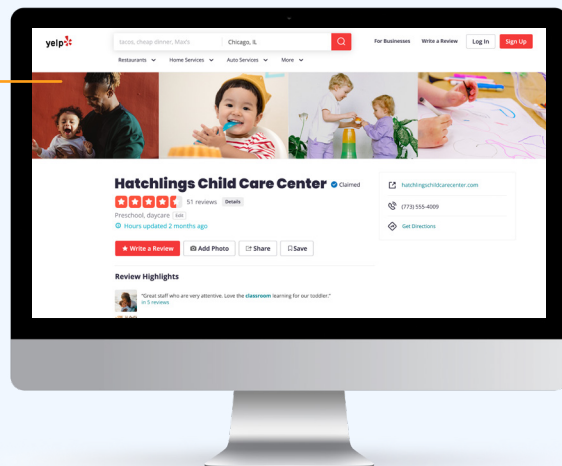 yelp
tacos, cheap dinner, Max's
Chicago, IL
For Businesses
Write a Review
Log In
Sign Up
Restaurants
Home Services
Auto Services
More
Hatchlings Child Care Center
Claimed
51 reviews
Details
Preschool, daycare
Edit
Hours updated 2 months ago
Write a Review
Add Photo
Share
Save
hatchlingschildcarecenter.com
(773) 555-4009
Get Directions
Review Highlights
"Great staff who are very attentive. Love the classroom learning for our toddler."
in 5 reviews